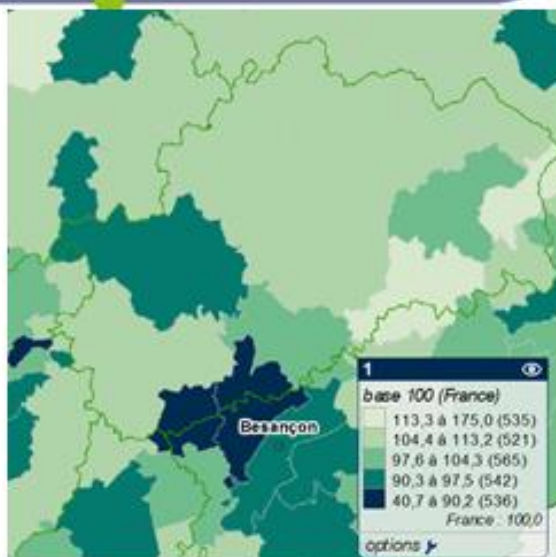 Besançon
1
base 100 (France)
113,3 à 175,0 (535)
104,4 à 113,2 (521)
97,6 à 104,3 (565)
90,3 à 97,5 (542)
40,7 à 90,2 (536)
France : 100,0
options